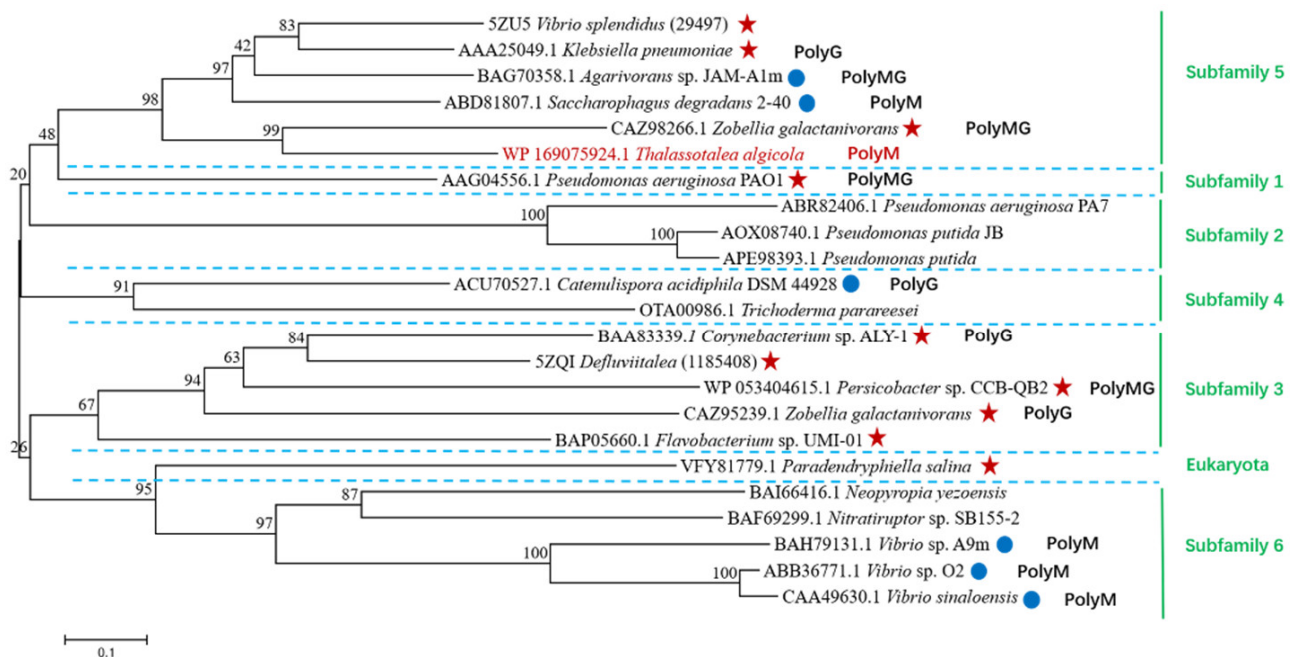 83
5ZU5 Vibrio splendidus (29497)
42
AAA25049.1 Klebsiella pneumoniae PolyG
97
BAG70358.1 Agarivorans sp. JAM-A1m PolyMG
Subfamily 5
98
ABD81807.1 Saccharophagus degradans 2-40 PolyM
99
CAZ98266.1 Zobellia galactanivorans PolyMG
48
WP 169075924.1 Thalassotalea algicola PolyM
20
AAG04556.1 Pseudomonas aeruginosa PAO1 PolyMG
Subfamily 1
100
ABR82406.1 Pseudomonas aeruginosa PA7
100
AOX08740.1 Pseudomonas putida JB
Subfamily 2
APE98393.1 Pseudomonas putida
91
ACU70527.1 Catenulispora acidiphila DSM 44928 PolyG
Subfamily 4
OTA00986.1 Trichoderma parareesei
84
BAA83339.1 Corynebacterium sp. ALY-1 PolyG
63
5ZQI Defluviitalea (1185408)
94
WP 053404615.1 Persicobacter sp. CCB-QB2 PolyMG
Subfamily 3
67
CAZ95239.1 Zobellia galactanivorans PolyG
26
BAP05660.1 Flavobacterium sp. UMI-01
VFY81779.1 Paradendryphiella salina
Eukaryota
95
87
BAI66416.1 Neopyropia yezoensis
97
BAF69299.1 Nitratiruptor sp. SB155-2
100
BAH79131.1 Vibrio sp. A9m PolyM
Subfamily 6
100
ABB36771.1 Vibrio sp. O2 PolyM
CAA49630.1 Vibrio sinaloensis PolyM
0.1